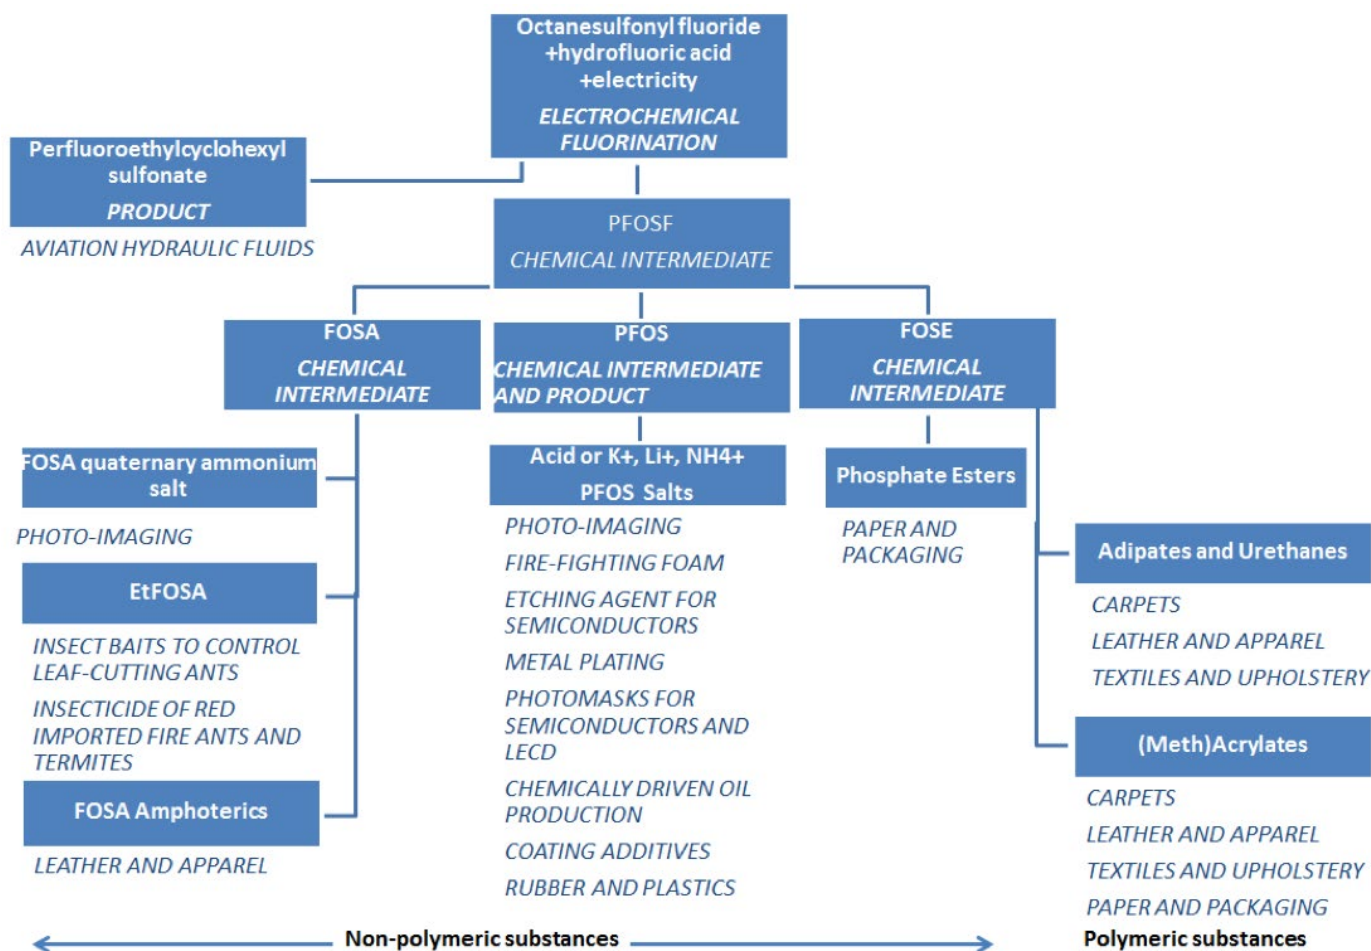 Octanesulfonyl fluoride
+hydrofluoric acid
+electricity
ELECTROCHEMICAL
FLUORINATION
Perfluoroethylcyclohexyl
sulfonate
PRODUCT
AVIATION HYDRAULIC FLUIDS
PFOSF
CHEMICAL INTERMEDIATE
FOSA
CHEMICAL
INTERMEDIATE
PFOS
CHEMICAL INTERMEDIATE
AND PRODUCT
FOSE
CHEMICAL
INTERMEDIATE
FOSA quaternary ammonium
salt
PHOTO-IMAGING
EtFOSA
INSECT BAITS TO CONTROL
LEAF-CUTTING ANTS
INSECTICIDE OF RED
IMPORTED FIRE ANTS AND
TERMITES
FOSA Amphoterics
LEATHER AND APPAREL
Acid or K+, Li+, NH4+
PFOS Salts
PHOTO-IMAGING
FIRE-FIGHTING FOAM
ETCHING AGENT FOR
SEMICONDUCTORS
METAL PLATING
PHOTOMASKS FOR
SEMICONDUCTORS AND
LECD
CHEMICALLY DRIVEN OIL
PRODUCTION
COATING ADDITIVES
RUBBER AND PLASTICS
Phosphate Esters
PAPER AND
PACKAGING
Adipates and Urethanes
CARPETS
LEATHER AND APPAREL
TEXTILES AND UPHOLSTERY
(Meth)Acrylates
CARPETS
LEATHER AND APPAREL
TEXTILES AND UPHOLSTERY
PAPER AND PACKAGING
Non-polymeric substances
Polymeric substances